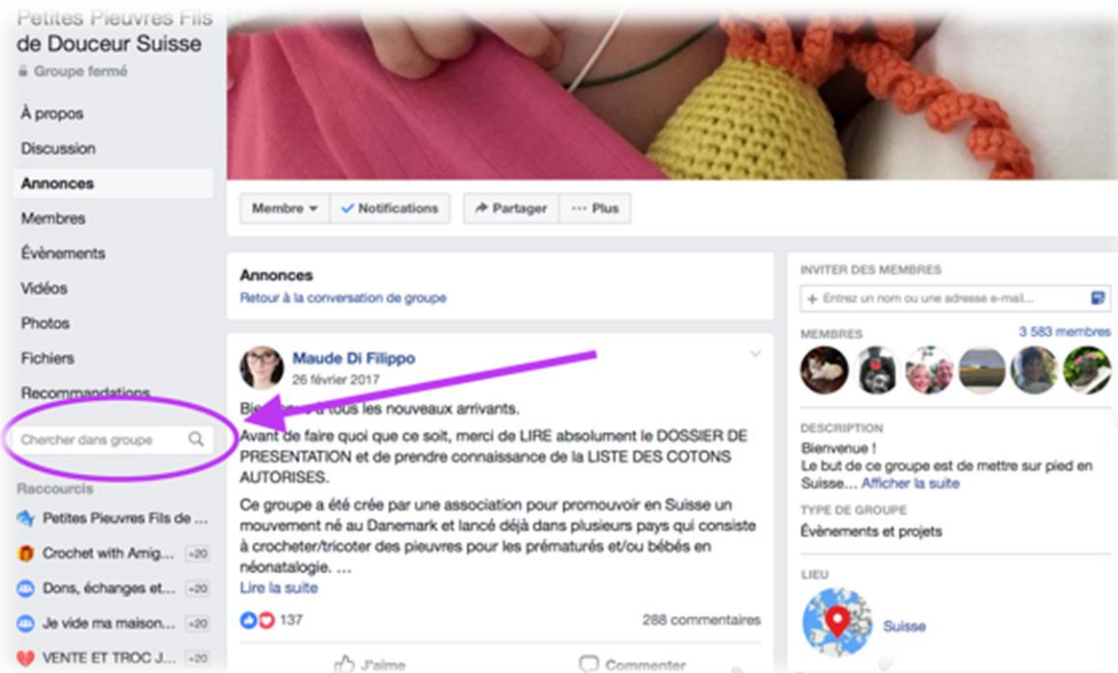 Petites Pieuvres Fils
de Douceur Suisse
Groupe fermé
À propos
Discussion
Annonces
Membres
Évènements
Vidéos
Photos
Fichiers
Recommandations
Chercher dans groupe
Raccourcis
Petites Pieuvres Fils de ...
Crochet with Amig... +20
Dons, échanges et... +20
Je vide ma maison... +20
VENTE ET TROC J... +20
Membre Notifications Partager ... Plus
Annonces
Retour à la conversation de groupe
Maude Di Filippo
26 février 2017
à tous les nouveaux arrivants.
Avant de faire quoi que ce soit, merci de LIRE absolument le DOSSIER DE
PRESENTATION et de prendre connaissance de la LISTE DES COTONS
AUTORISES.
Ce groupe a été crée par une association pour promouvoir en Suisse un
mouvement né au Danemark et lancé déjà dans plusieurs pays qui consiste
à crocheter/tricoter des pieuvres pour les prématurés et/ou bébés en
néonatalogie. ...
Lire la suite
137 288 commentaires
J'aime Commenter
INVITER DES MEMBRES
+ Entrez un nom ou une adresse e-mail...
MEMBRES 3 583 membres
DESCRIPTION
Bienvenue !
Le but de ce groupe est de mettre sur pied en
Suisse... Afficher la suite
TYPE DE GROUPE
Évènements et projets
LIEU
Suisse